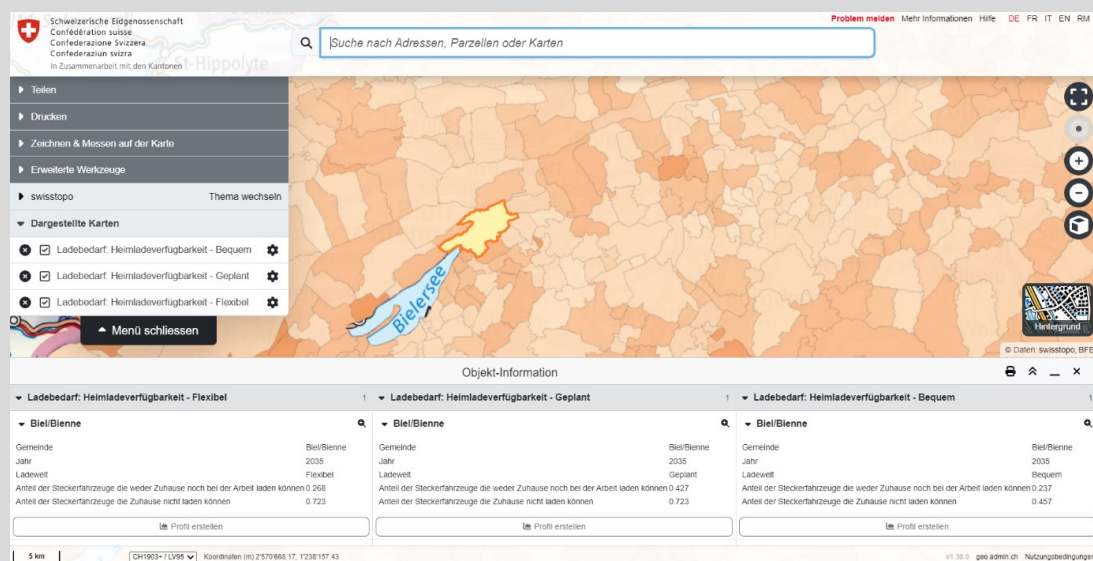 Schweizerische Eidgenossenschaft
Confédération suisse
Confederazione Svizzera
Confederaziun svizra
In Zusammenarbeit mit den Kantonen
St-Hippolyte
Problem melden Mehr Informationen Hilfe DE FR IT EN RM
Suche nach Adressen, Parzellen oder Karten
Teilen
Drucken
Zeichnen & Messen auf der Karte
Erweiterte Werkzeuge
swisstopo Thema wechseln
Dargestellte Karten
Ladebedarf: Heimladeverfügbarkeit - Bequem
Ladebedarf: Heimladeverfügbarkeit - Geplant
Ladebedarf: Heimladeverfügbarkeit - Flexibel
Menü schliessen
Bielersee
Hintergrund
© Daten: swisstopo, BFE
Objekt-Information
Ladebedarf: Heimladeverfügbarkeit - Flexibel 1
Biel/Bienne
Gemeinde Biel/Bienne
Jahr 2035
Ladewelt Flexibel
Anteil der Steckerfahrzeuge die weder Zuhause noch bei der Arbeit laden können 0.268
Anteil der Steckerfahrzeuge die Zuhause nicht laden können 0.723
Profil erstellen
Ladebedarf: Heimladeverfügbarkeit - Geplant 1
Biel/Bienne
Gemeinde Biel/Bienne
Jahr 2035
Ladewelt Geplant
Anteil der Steckerfahrzeuge die weder Zuhause noch bei der Arbeit laden können 0.427
Anteil der Steckerfahrzeuge die Zuhause nicht laden können 0.723
Profil erstellen
Ladebedarf: Heimladeverfügbarkeit - Bequem 1
Biel/Bienne
Gemeinde Biel/Bienne
Jahr 2035
Ladewelt Bequem
Anteil der Steckerfahrzeuge die weder Zuhause noch bei der Arbeit laden können 0.237
Anteil der Steckerfahrzeuge die Zuhause nicht laden können 0.457
Profil erstellen
5 km CH1903+ / LV95 Koordinaten (m) 2'570'668.17, 1'238'157.43 v1.38.0 geo.admin.ch Nutzungsbedingungen